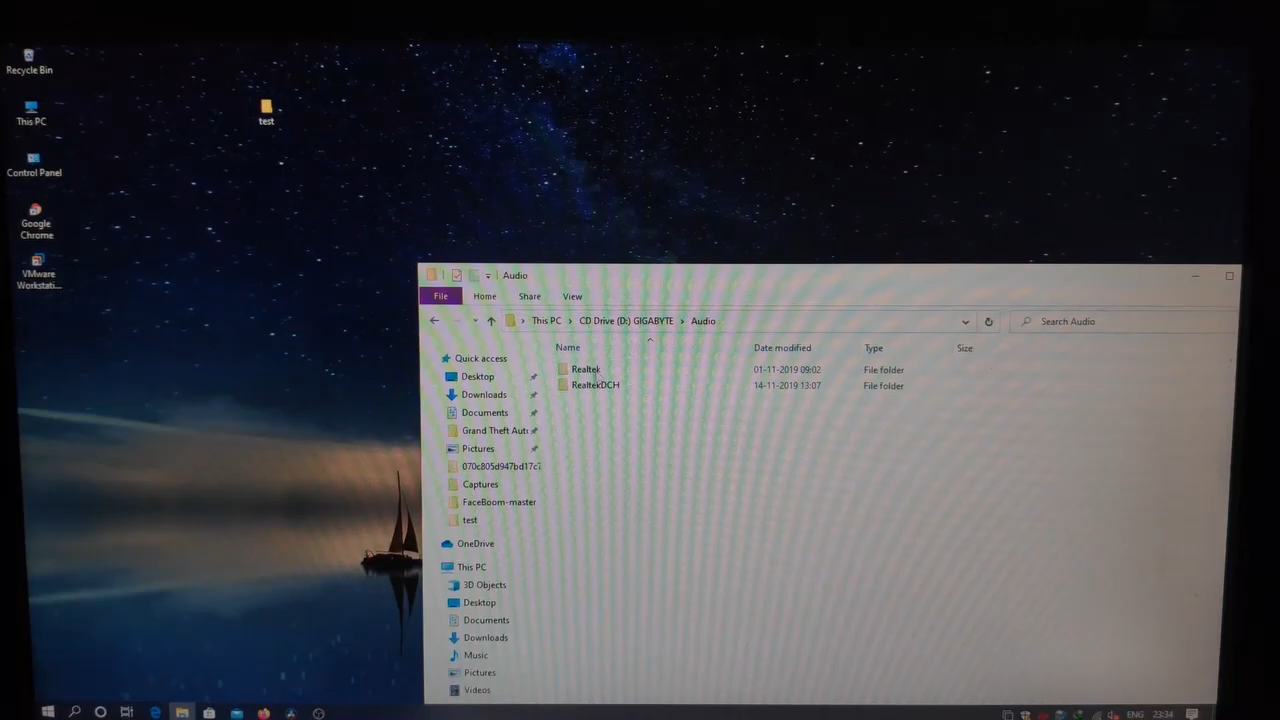 Recycle Bin
This PC
Control Panel
Google
Chrome
VMware
Workstati...
test
Audio
File Home Share View
This PC › CD Drive (D:) GIGABYTE › Audio
Search Audio
Name Date modified Type Size
Realtek 01-11-2019 09:02 File folder
RealtekDCH 14-11-2019 13:07 File folder
Quick access
Desktop
Downloads
Documents
Grand Theft Aut
Pictures
070c805d947bd17c7
Captures
FaceBoom-master
test
OneDrive
This PC
3D Objects
Desktop
Documents
Downloads
Music
Pictures
Videos
ENG 23:34